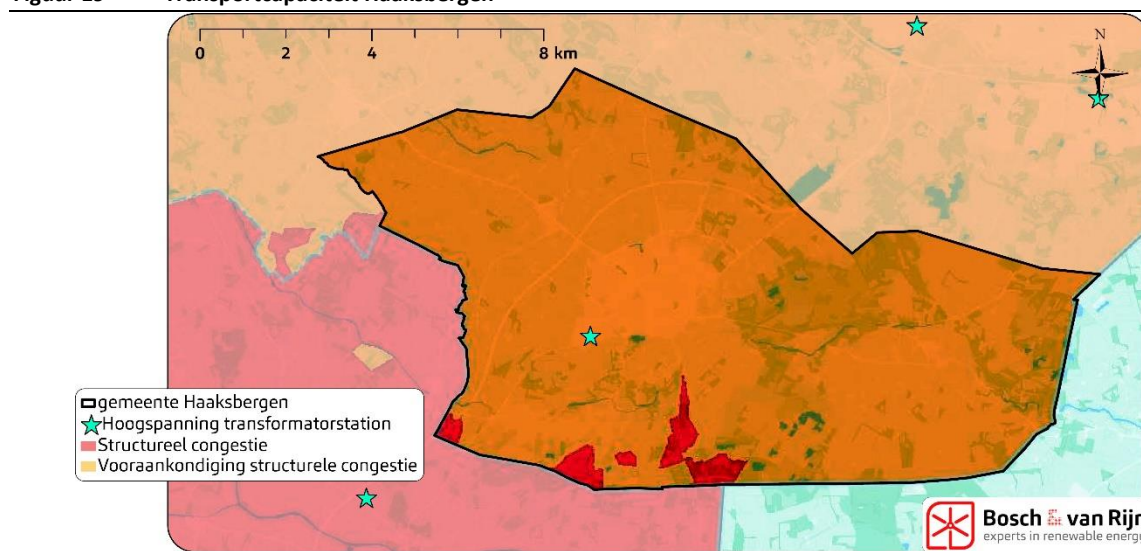 Transportcapaciteit Haaksbergen
0 2 4 8 km
N
gemeente Haaksbergen
Hoogspanning transformatorstation
Structureel congestie
Vooraankondiging structurele congestie
Bosch & van Rijn
experts in renewable energy